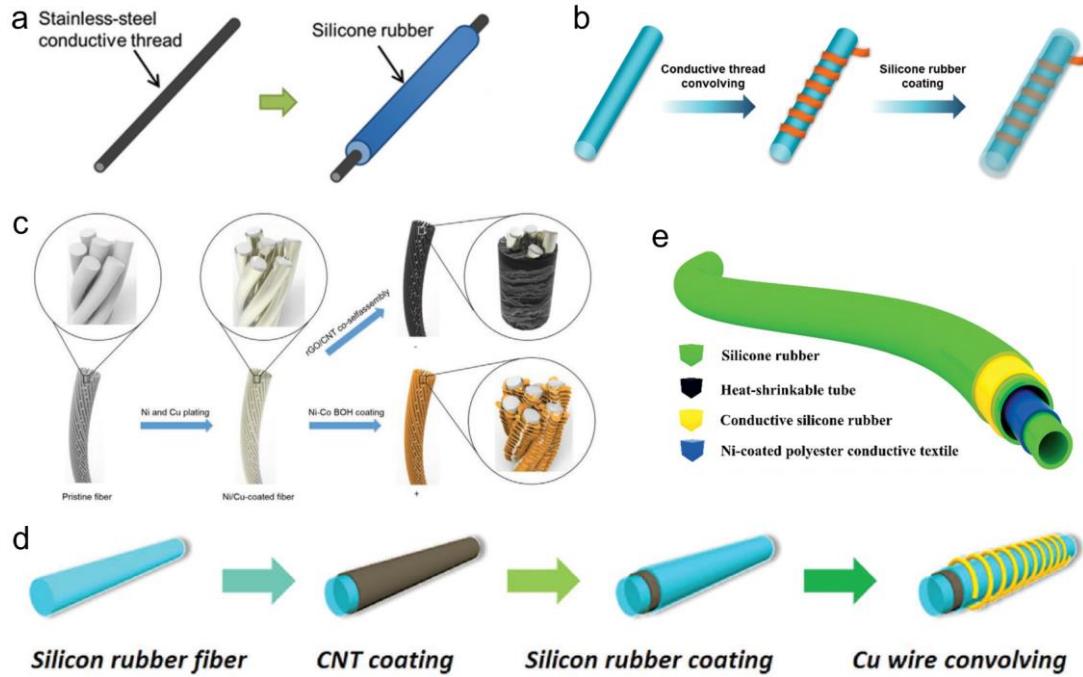 a
Stainless-steel
conductive thread
Silicone rubber
b
Conductive thread
convolving
Silicone rubber
coating
c
rGO/CNT co-selfassembly
-
Ni and Cu plating
Ni-Co BOH coating
Pristine fiber
Ni/Cu-coated fiber
+
e
Silicone rubber
Heat-shrinkable tube
Conductive silicone rubber
Ni-coated polyester conductive textile
d
Silicon rubber fiber
CNT coating
Silicon rubber coating
Cu wire convolving